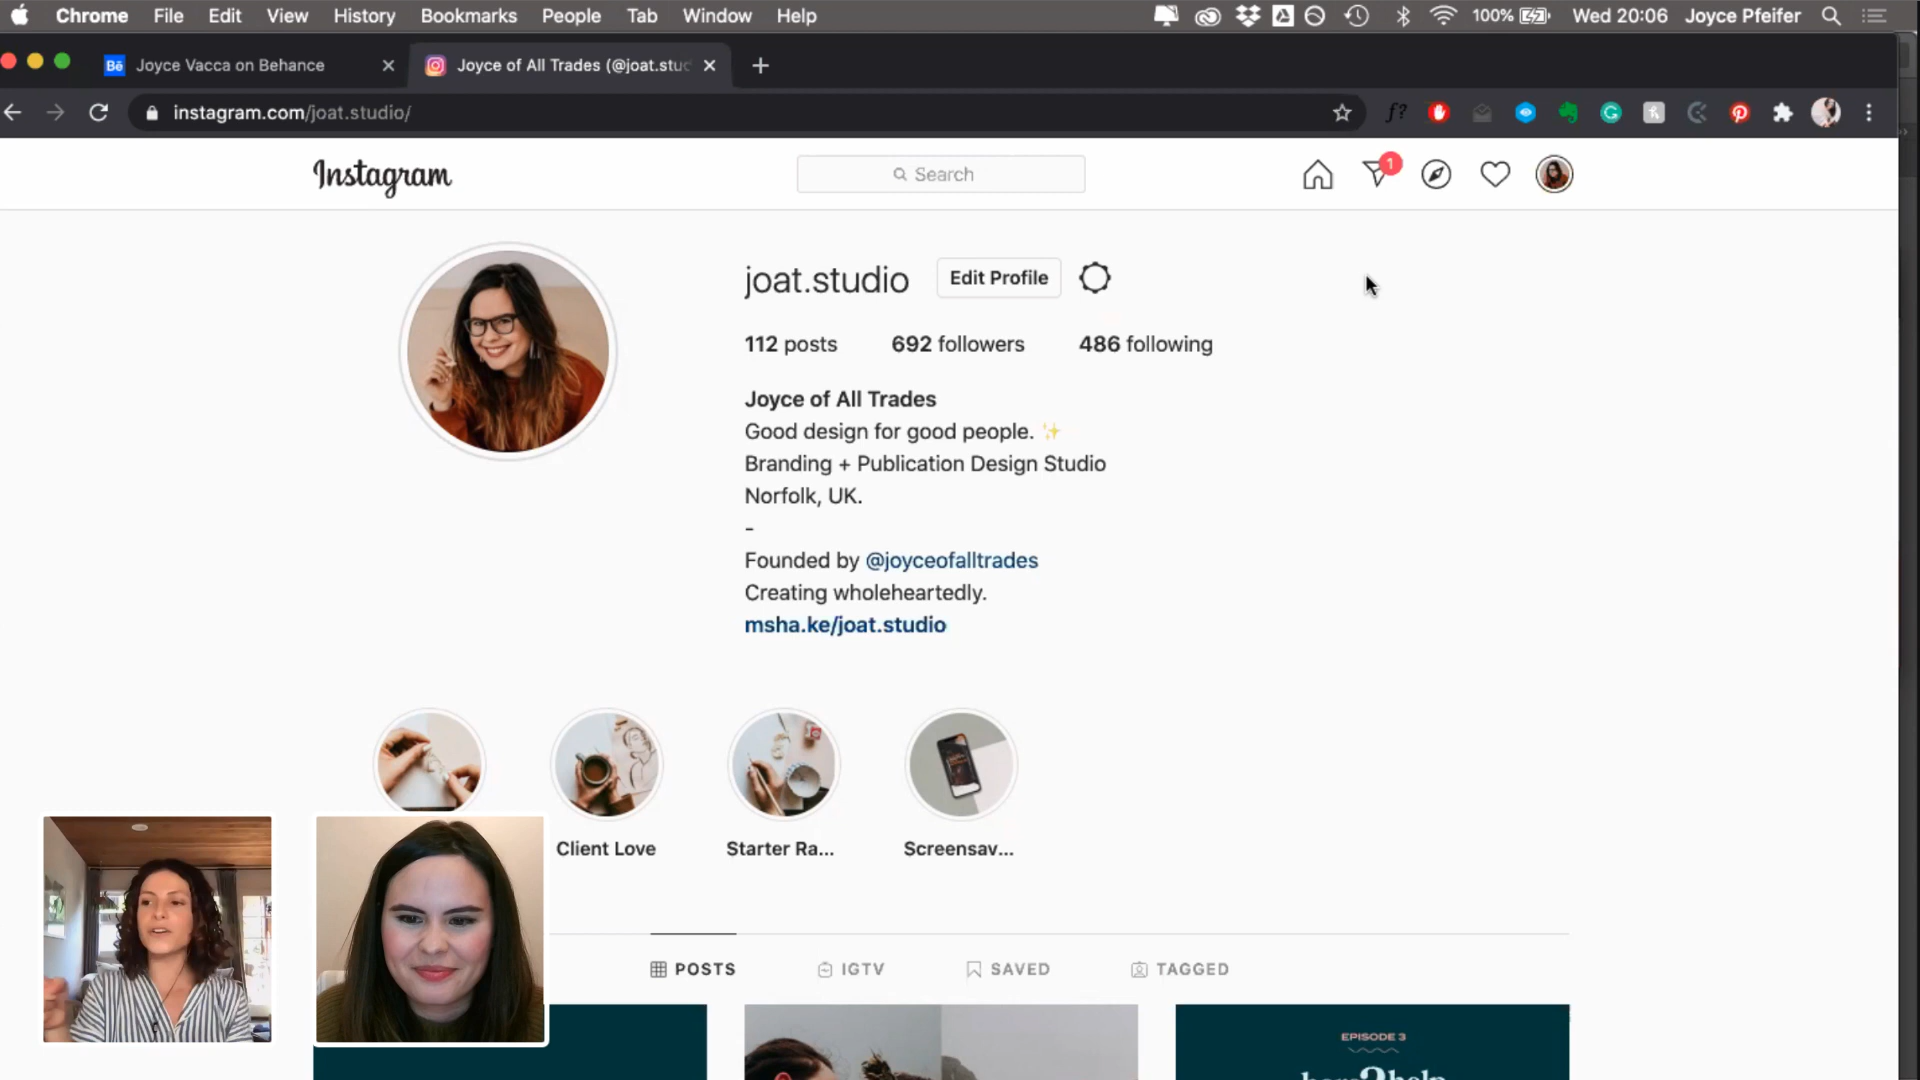 Chrome File Edit View History Bookmarks People Tab Window Help 100% Wed 20:06 Joyce Pfeifer
Bē Joyce Vacca on Behance Joyce of All Trades (@joat.stud
instagram.com/joat.studio/ f?
Instagram
Search
1
joat.studio Edit Profile
112 posts 692 followers 486 following
Joyce of All Trades
Good design for good people. ✨
Branding + Publication Design Studio
Norfolk, UK.
-
Founded by @joyceofalltrades
Creating wholeheartedly.
msha.ke/joat.studio
Client Love Starter Ra... Screensav...
POSTS IGTV SAVED TAGGED
EPISODE 3